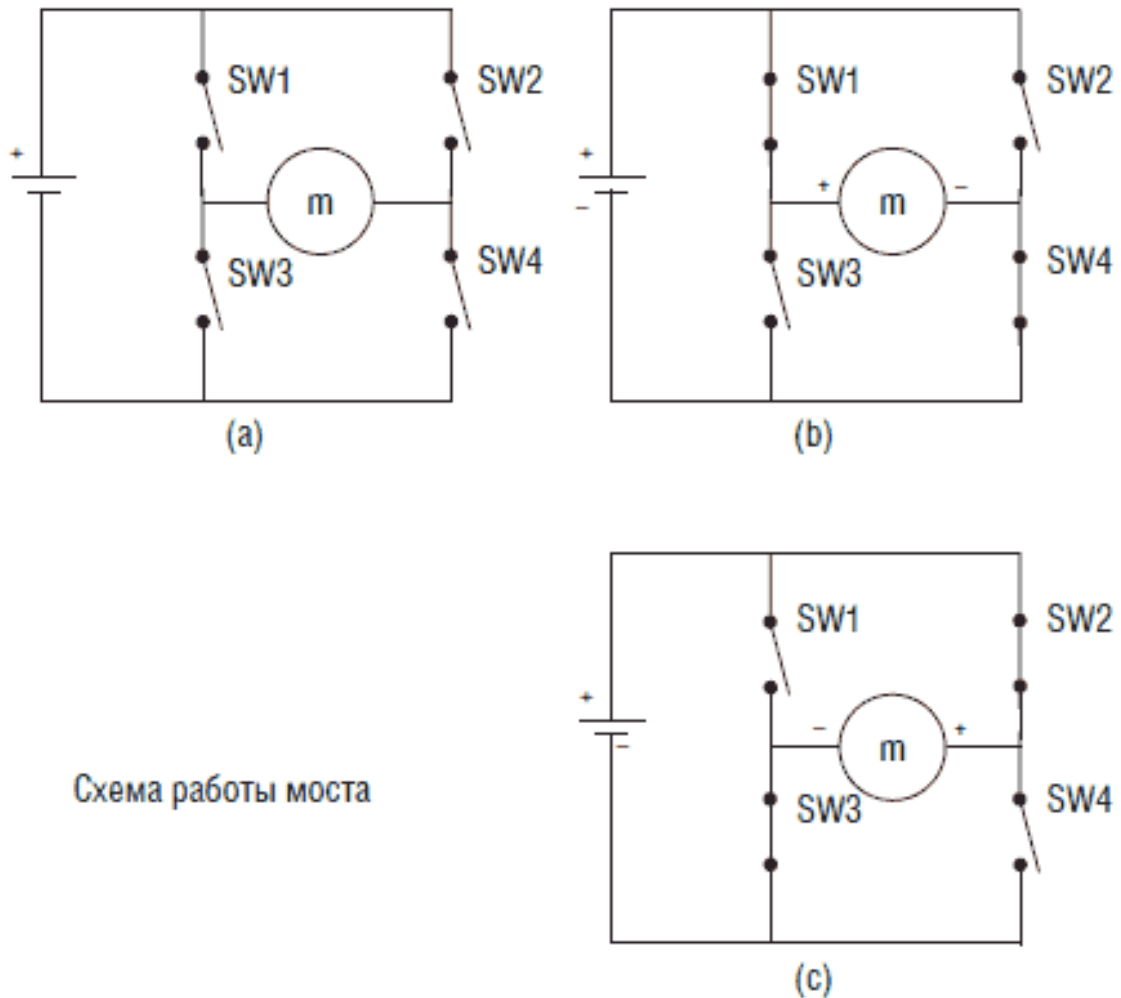 SW1 SW2
+
m
SW3 SW4
(a)
SW1 SW2
+
–
+ m –
SW3 SW4
(b)
SW1 SW2
+
–
– m +
SW3 SW4
(c)
Схема работы моста